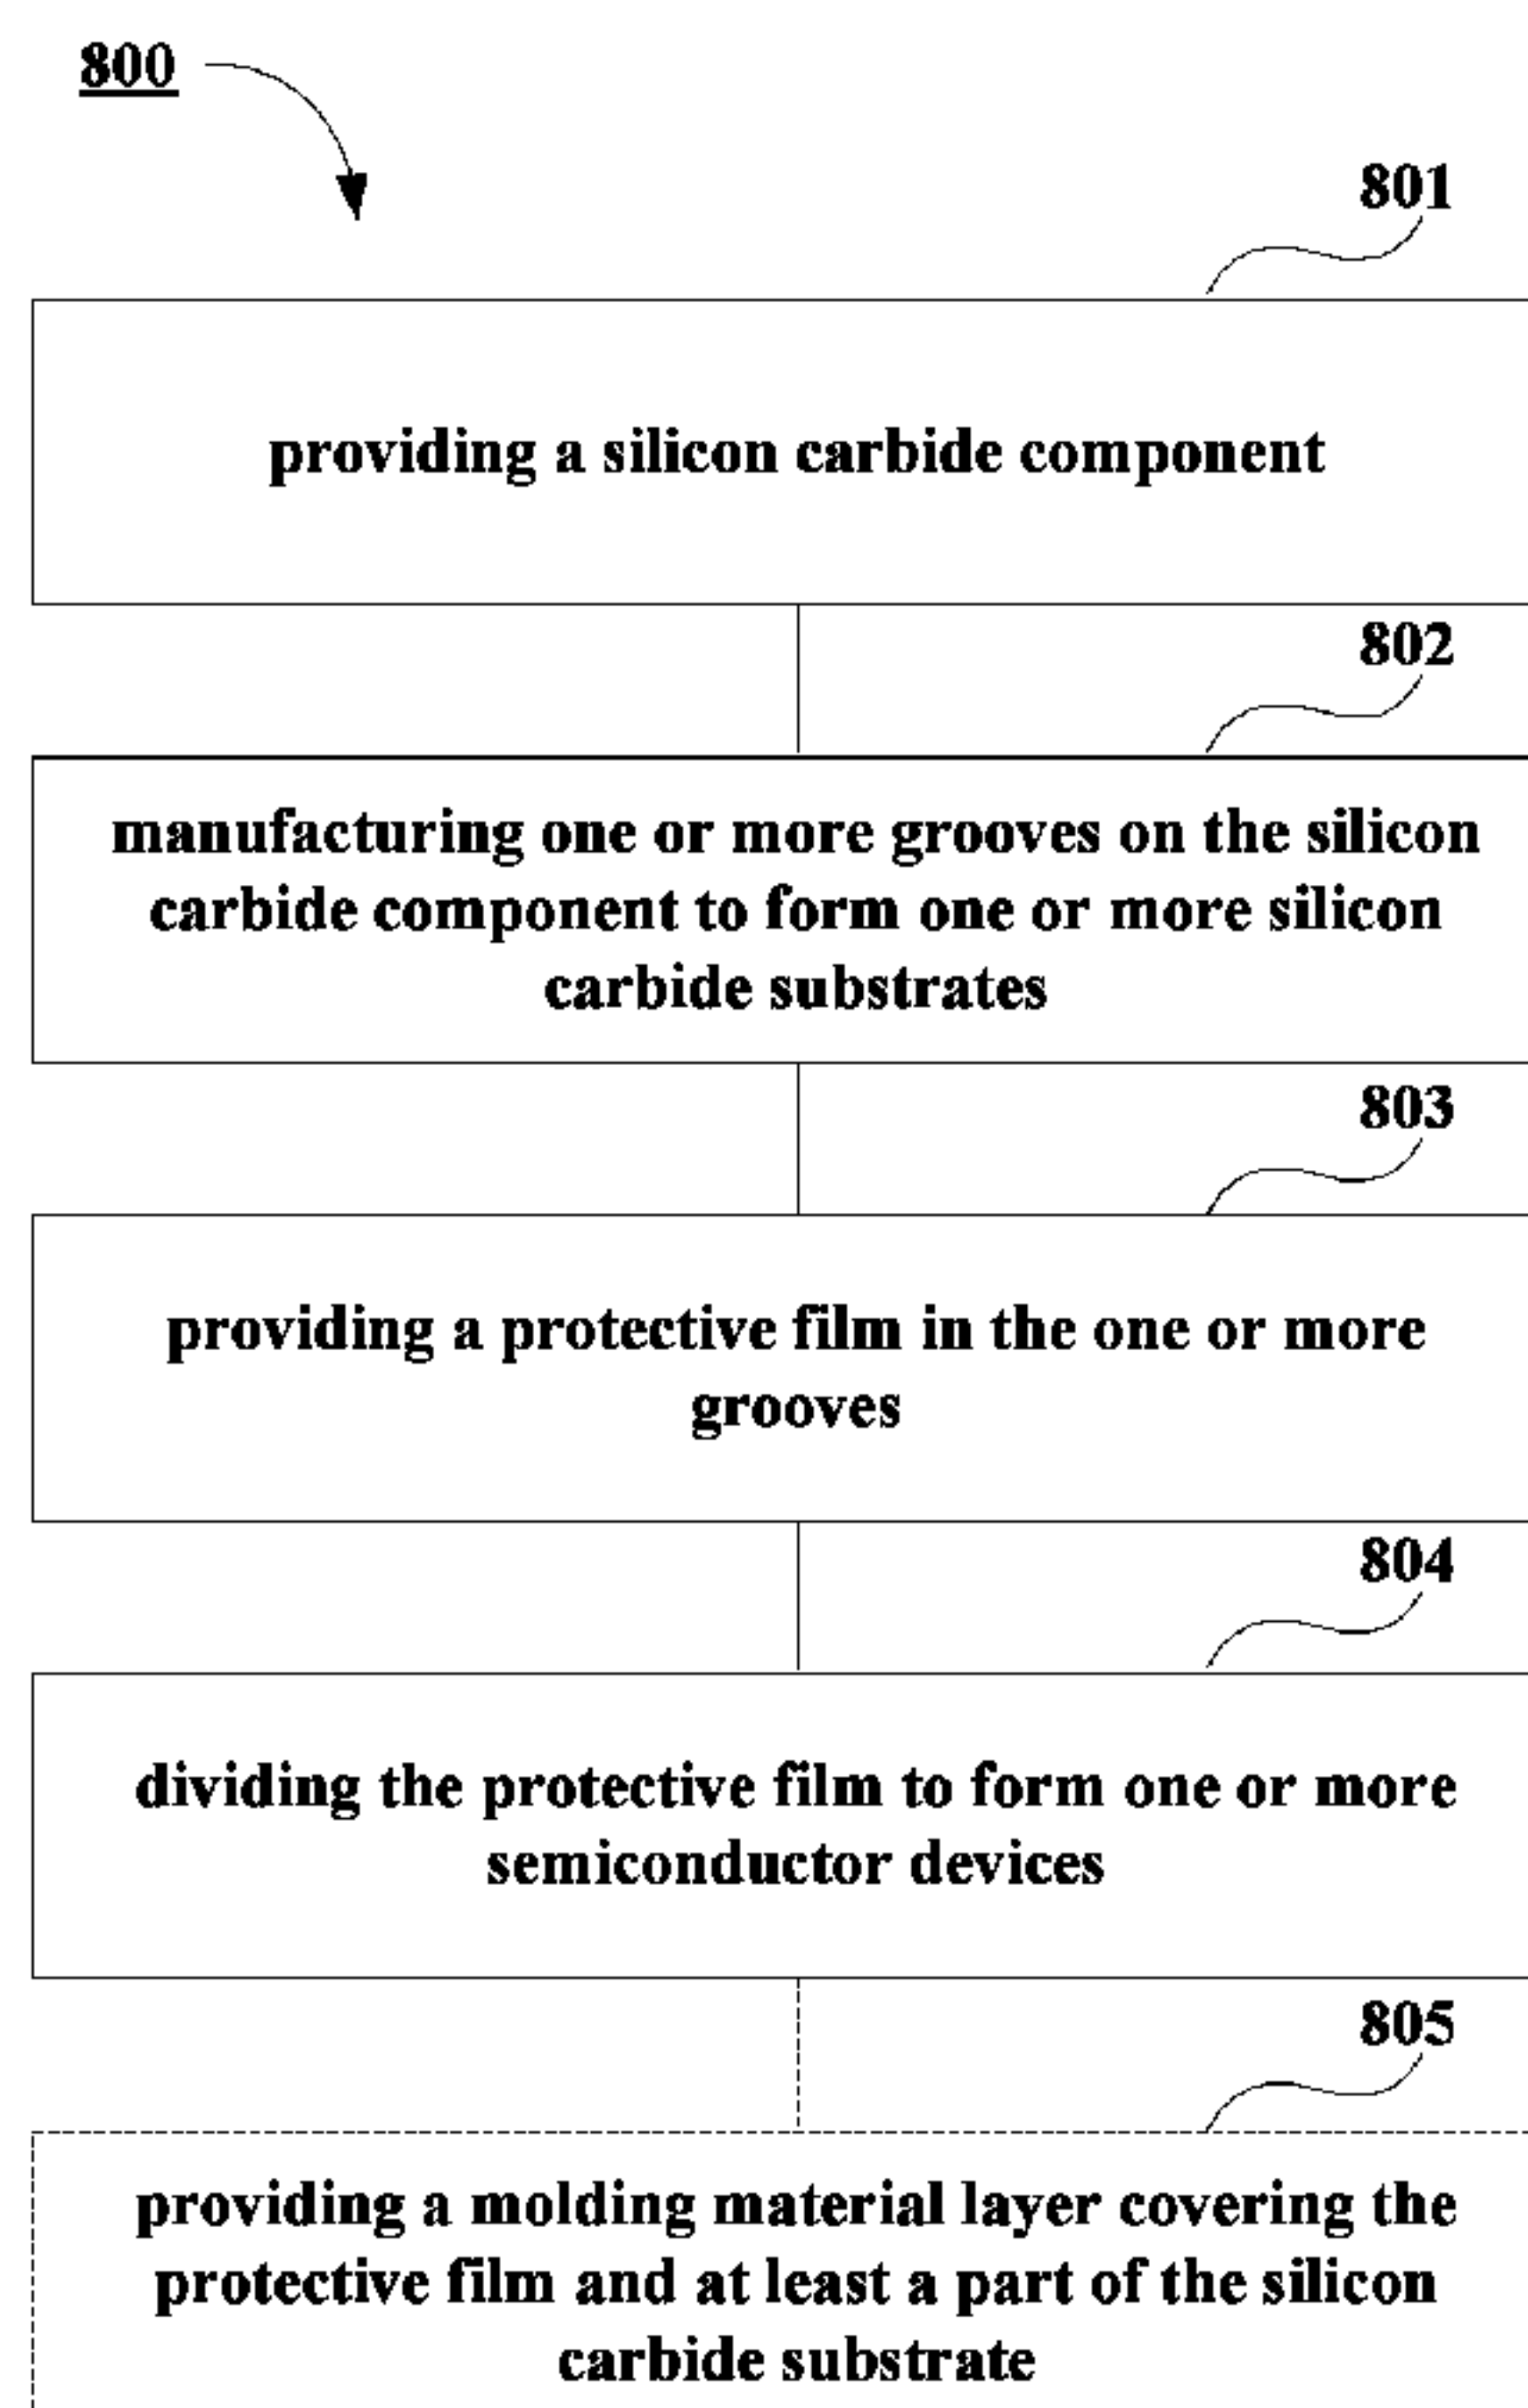 800
801
providing a silicon carbide component
802
manufacturing one or more grooves on the silicon
carbide component to form one or more silicon
carbide substrates
803
providing a protective film in the one or more
grooves
804
dividing the protective film to form one or more
semiconductor devices
805
providing a molding material layer covering the
protective film and at least a part of the silicon
carbide substrate